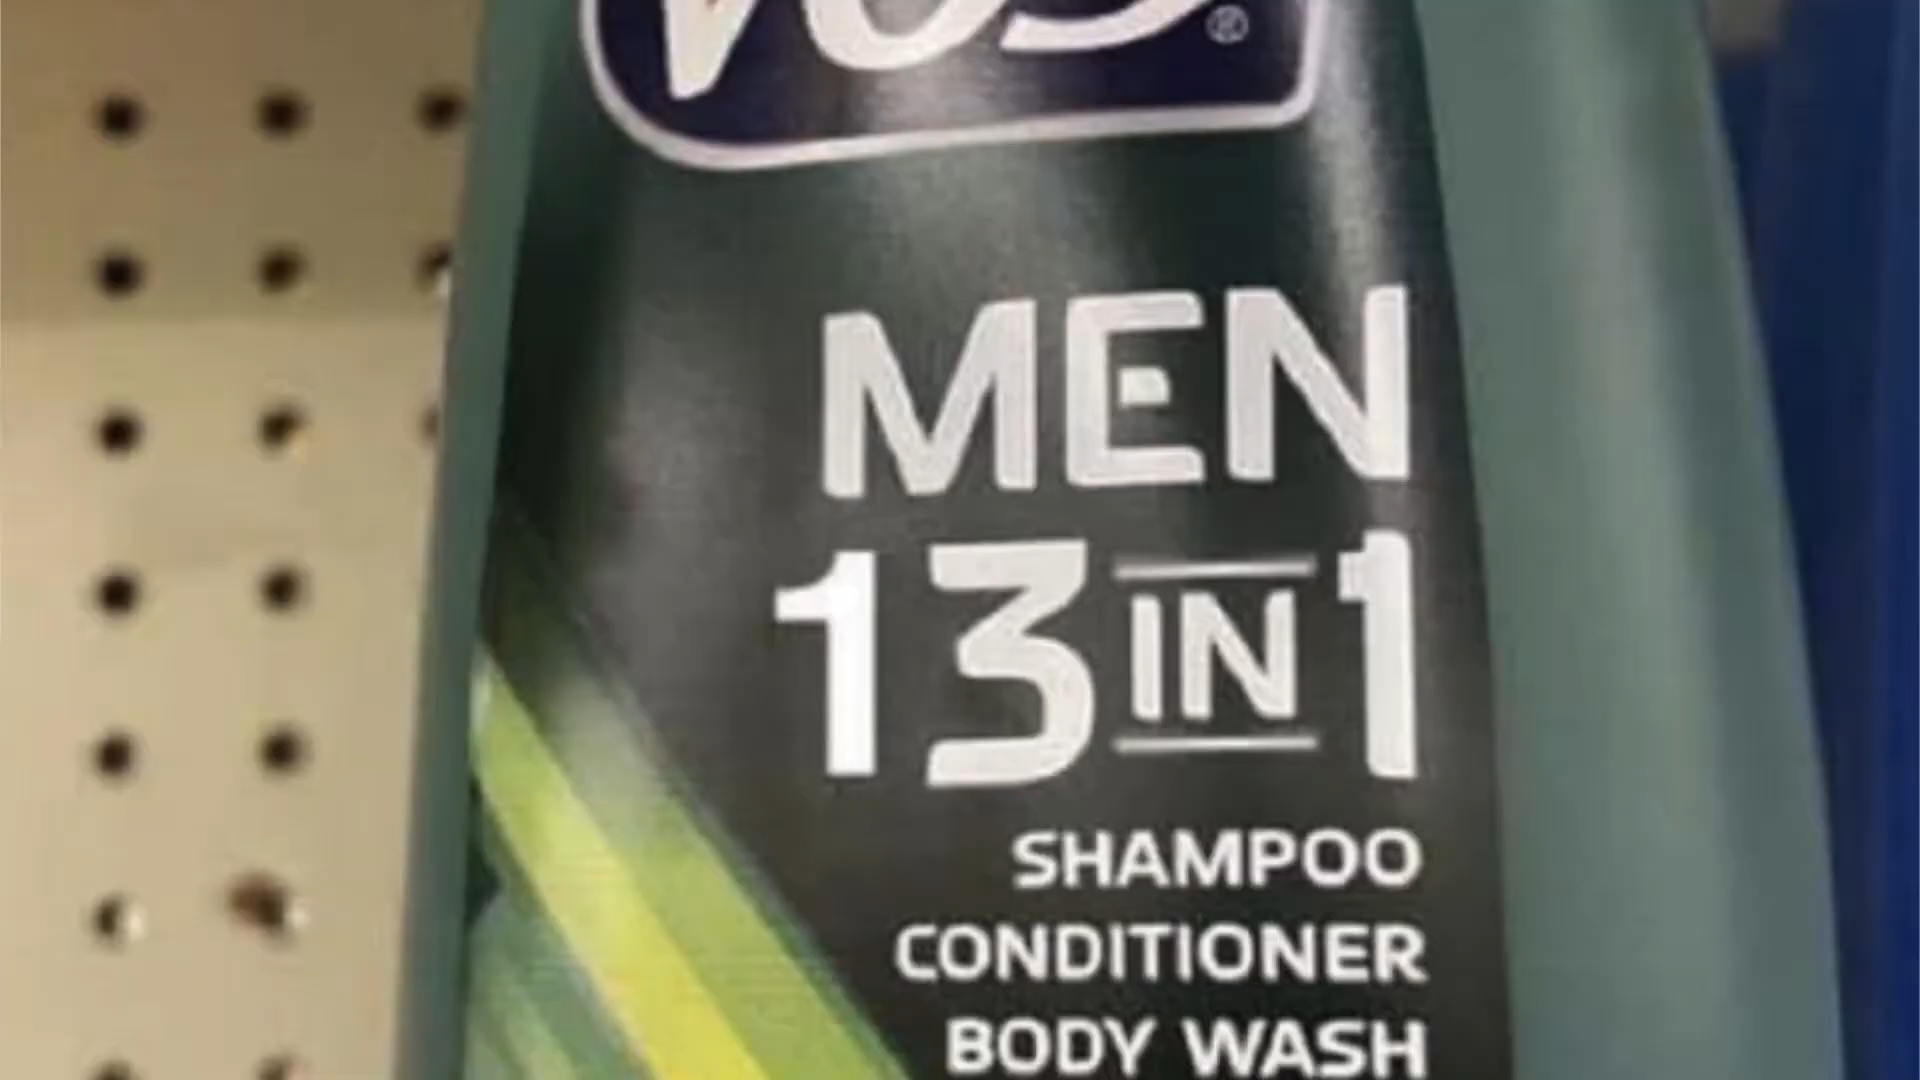 ®
MEN
13 IN 1
SHAMPOO
CONDITIONER
BODY WASH